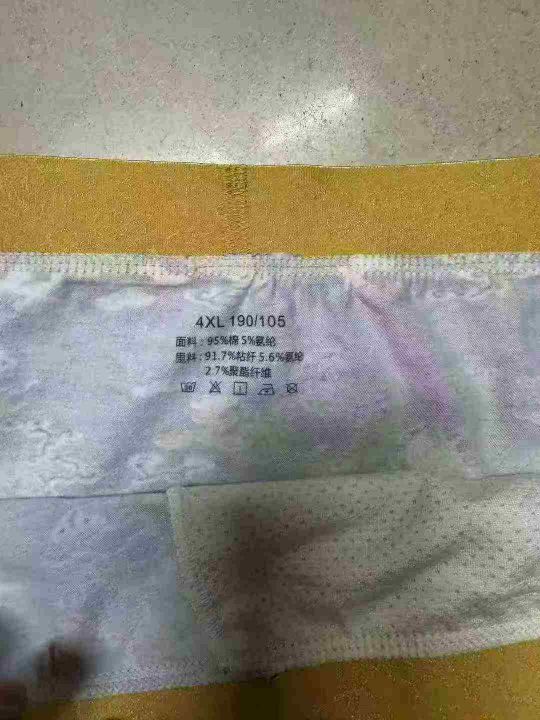 4XL 190/105
面料：95%棉 5%氨纶
里料：91.7%粘纤 5.6%氨纶
2.7%聚酯纤维